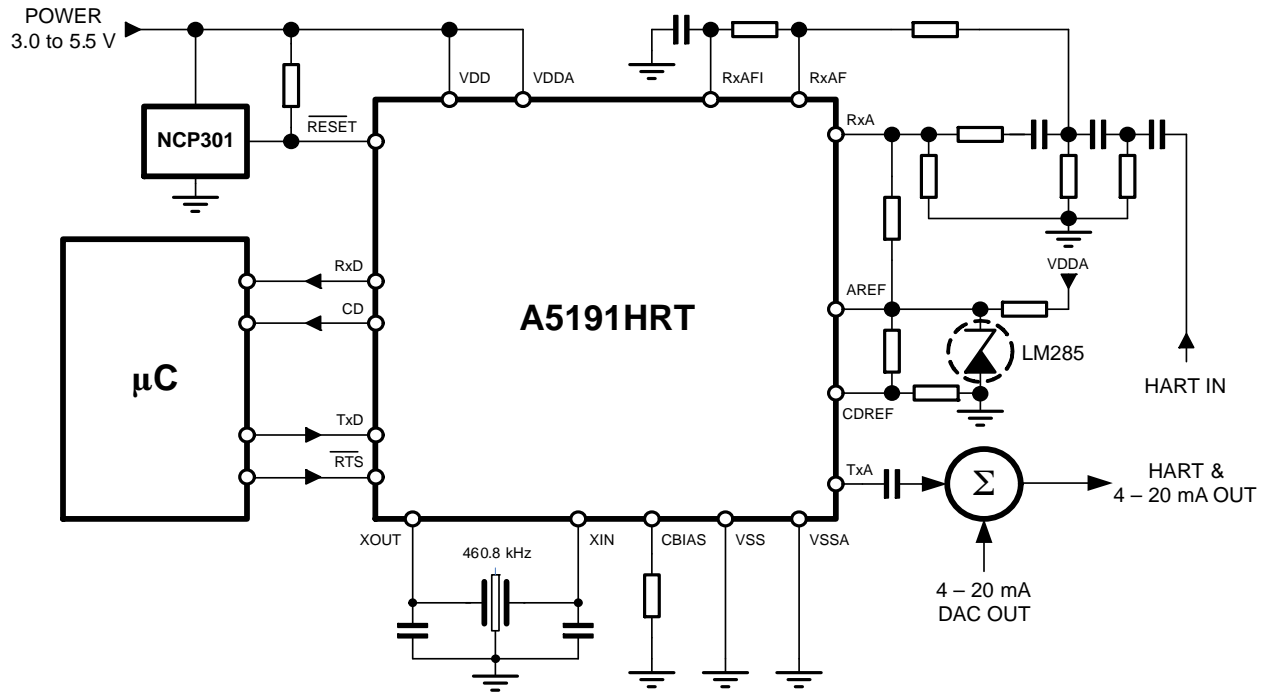 POWER
3.0 to 5.5 V
VDD
VDDA
RxAFI
RxAF
NCP301
RESET
RxA
RxD
CD
μC
TxD
RTS
A5191HRT
VDDA
AREF
LM285
CDREF
HART IN
TxA
Σ
HART &
4 – 20 mA OUT
4 – 20 mA
DAC OUT
XOUT
460.8 kHz
XIN
CBIAS
VSS
VSSA